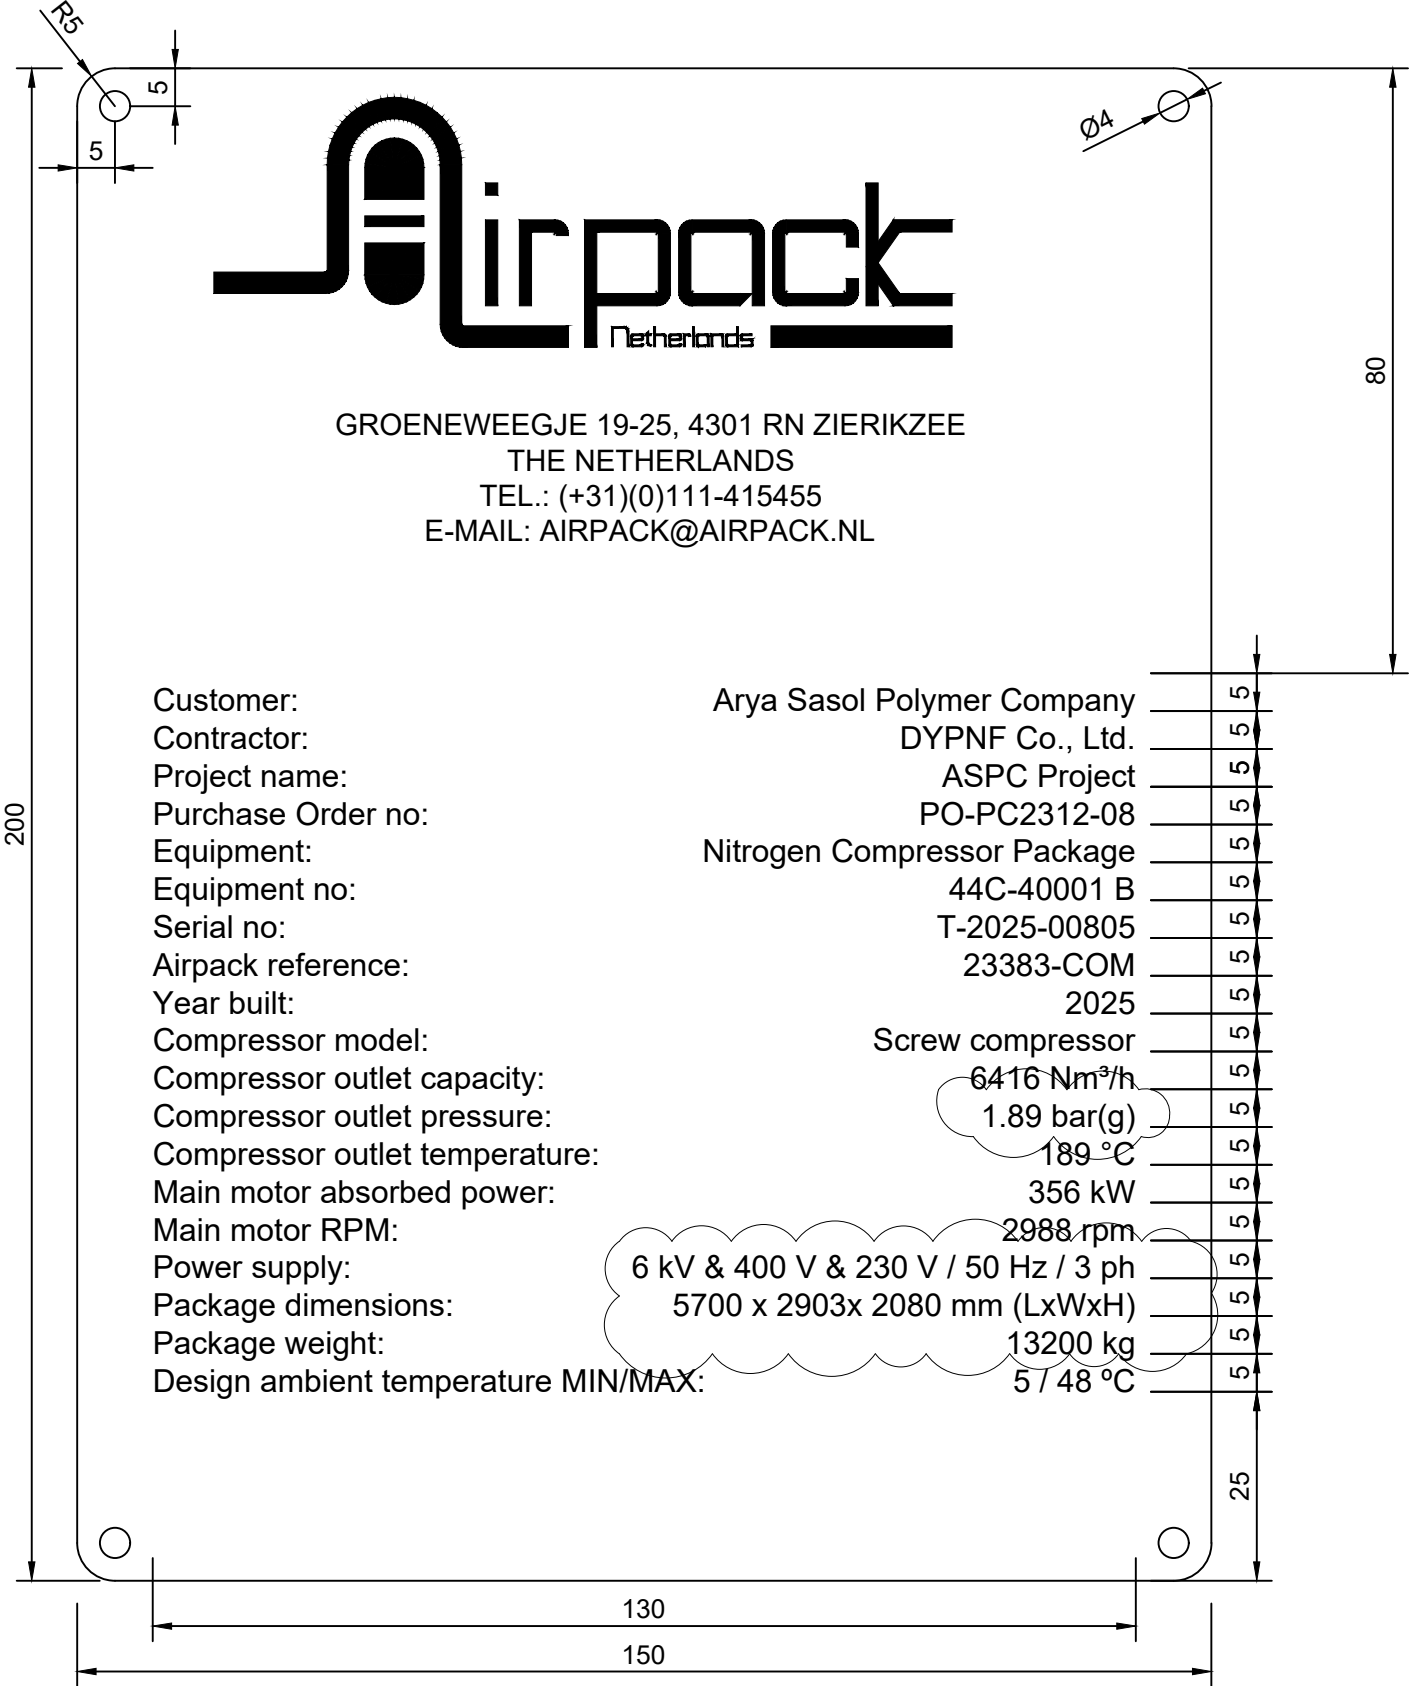 R5
5
5
Ø4
Airpack
Netherlands
80
GROENEWEEGJE 19-25, 4301 RN ZIERIKZEE
THE NETHERLANDS
TEL.: (+31)(0)111-415455
E-MAIL: AIRPACK@AIRPACK.NL
200
Customer: Arya Sasol Polymer Company 5
Contractor: DYPNF Co., Ltd. 5
Project name: ASPC Project 5
Purchase Order no: PO-PC2312-08 5
Equipment: Nitrogen Compressor Package 5
Equipment no: 44C-40001 B 5
Serial no: T-2025-00805 5
Airpack reference: 23383-COM 5
Year built: 2025 5
Compressor model: Screw compressor 5
Compressor outlet capacity: 6416 Nm³/h 5
Compressor outlet pressure: 1.89 bar(g) 5
Compressor outlet temperature: 189 °C 5
Main motor absorbed power: 356 kW 5
Main motor RPM: 2988 rpm 5
Power supply: 6 kV & 400 V & 230 V / 50 Hz / 3 ph 5
Package dimensions: 5700 x 2903x 2080 mm (LxWxH) 5
Package weight: 13200 kg 5
Design ambient temperature MIN/MAX: 5 / 48 ºC 5
25
130
150